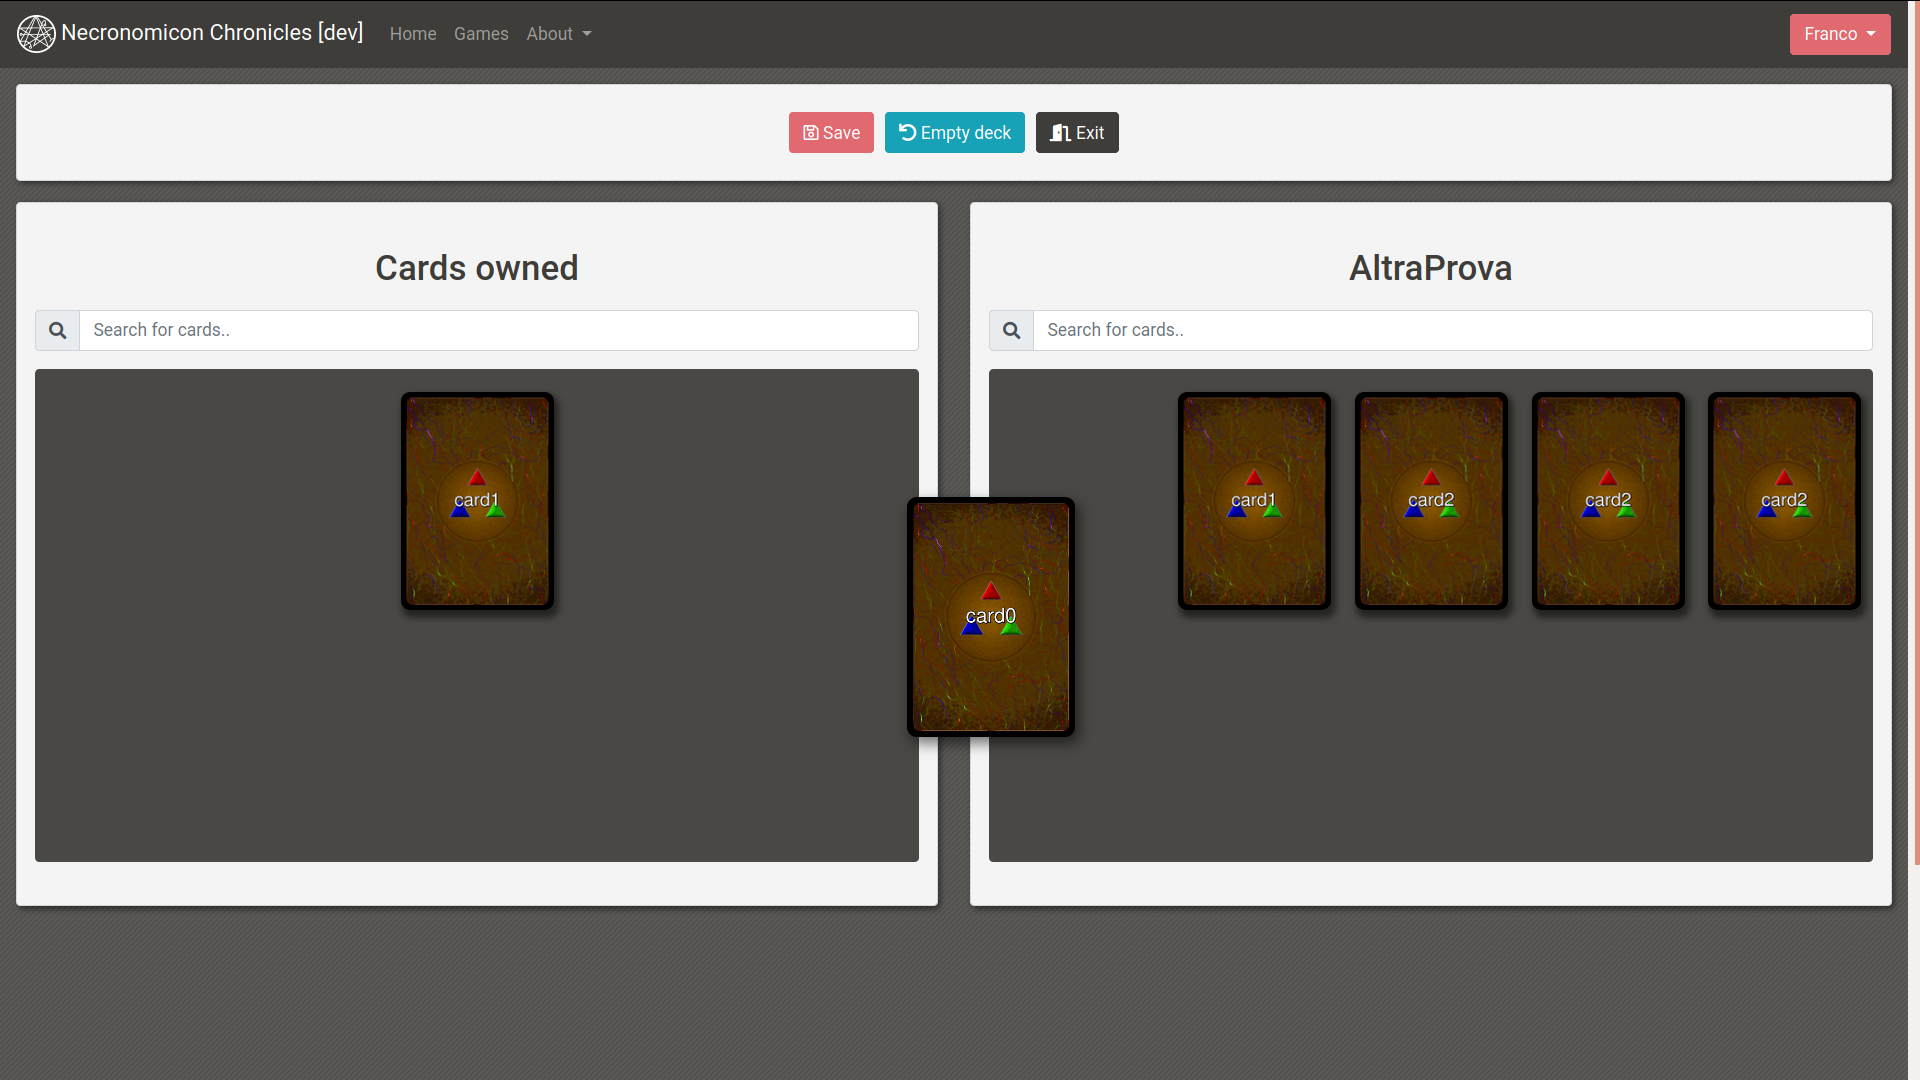 Necronomicon Chronicles [dev]
Home
Games
About
Franco
Save
Empty deck
Exit
Cards owned
Search for cards..
card1
AltraProva
Search for cards..
card1
card2
card2
card2
card0